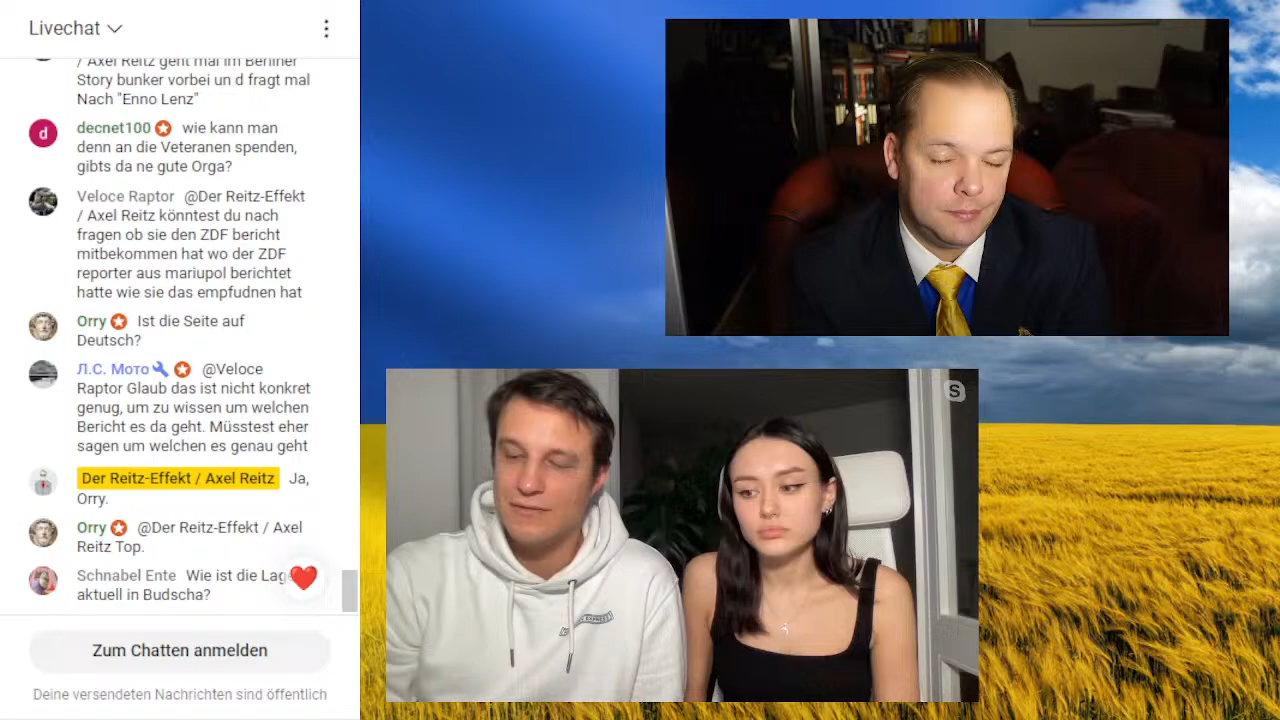 Livechat
/ Axel Reitz geht mal im Berliner
Story bunker vorbei un d fragt mal
Nach "Enno Lenz"
d
decnet100 wie kann man
denn an die Veteranen spenden,
gibts da ne gute Orga?
Veloce Raptor @Der Reitz-Effekt
/ Axel Reitz könntest du nach
fragen ob sie den ZDF bericht
mitbekommen hat wo der ZDF
reporter aus mariupol berichtet
hatte wie sie das empfudnen hat
Orry Ist die Seite auf
Deutsch?
Л.С. Мото @Veloce
Raptor Glaub das ist nicht konkret
genug, um zu wissen um welchen
Bericht es da geht. Müsstest eher
sagen um welchen es genau geht
Der Reitz-Effekt / Axel Reitz Ja,
Orry.
Orry @Der Reitz-Effekt / Axel
Reitz Top.
Schnabel Ente Wie ist die Lage
aktuell in Budscha?
Zum Chatten anmelden
Deine versendeten Nachrichten sind öffentlich
S